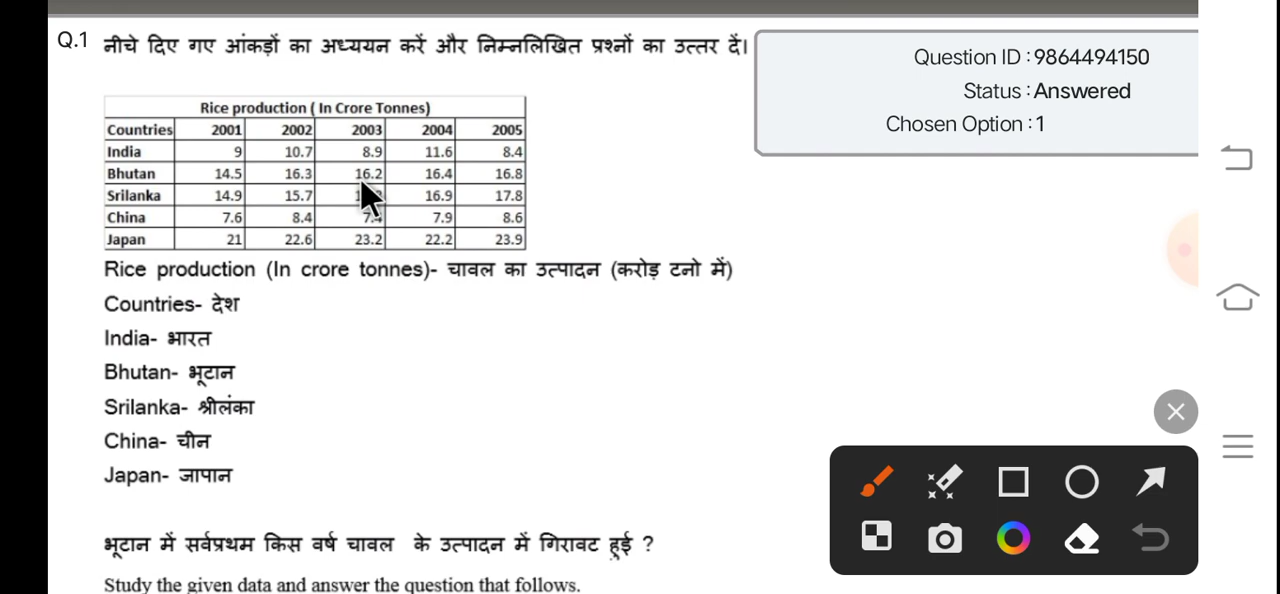 Q.1 नीचे दिए गए आंकड़ों का अध्ययन करें और निम्नलिखित प्रश्नों का उत्तर दें।
Question ID : 9864494150
Status : Answered
Chosen Option : 1
Rice production ( In Crore Tonnes)
Countries 2001 2002 2003 2004 2005
India 9 10.7 8.9 11.6 8.4
Bhutan 14.5 16.3 16.2 16.4 16.8
Srilanka 14.9 15.7 16.9 17.8
China 7.6 8.4 7.4 7.9 8.6
Japan 21 22.6 23.2 22.2 23.9
Rice production (In crore tonnes)- चावल का उत्पादन (करोड़ टनो में)
Countries- देश
India- भारत
Bhutan- भूटान
Srilanka- श्रीलंका
China- चीन
Japan- जापान
भूटान में सर्वप्रथम किस वर्ष चावल के उत्पादन में गिरावट हुई ?
Study the given data and answer the question that follows.